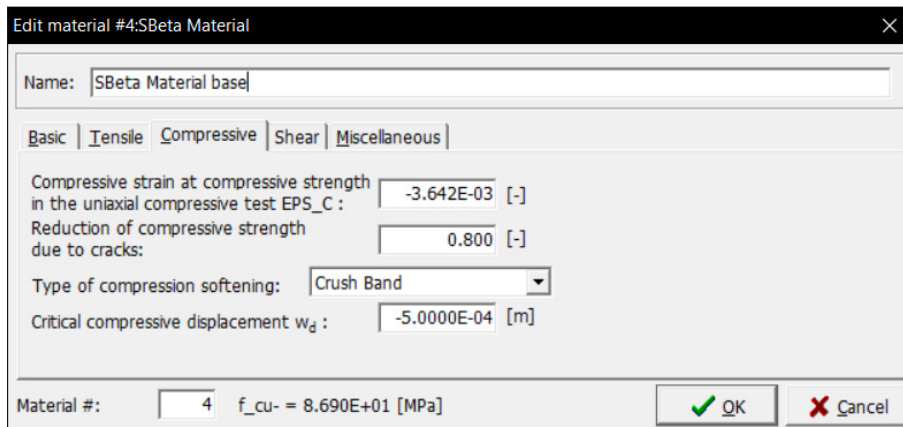 Edit material #4:SBeta Material
Name: SBeta Material base
Basic Tensile Compressive Shear Miscellaneous
Compressive strain at compressive strength
in the uniaxial compressive test EPS_C : -3.642E-03 [-]
Reduction of compressive strength
due to cracks: 0.800 [-]
Type of compression softening: Crush Band
Critical compressive displacement w_d : -5.0000E-04 [m]
Material #: 4 f_cu- = 8.690E+01 [MPa] OK Cancel